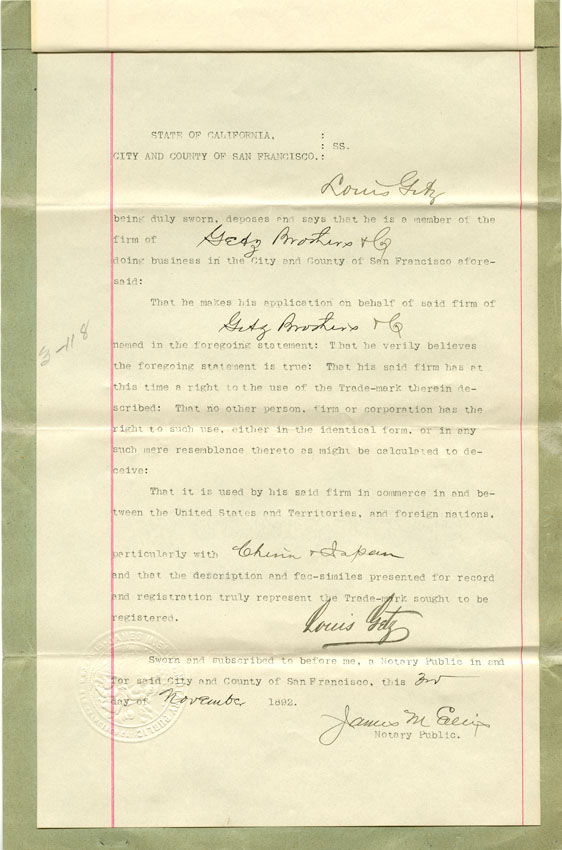 STATE OF CALIFORNIA, :
: SS.
CITY AND COUNTY OF SAN FRANCISCO.:
Louis Getz
being duly sworn, deposes and says that he is a member of the
firm of Getz Brothers & Co
doing business in the City and County of San Francisco afore-
said:
That he makes his application on behalf of said firm of
Getz Brothers & Co
named in the foregoing statement: That he verily believes
the foregoing statement is true: That his said firm has at
this time a right to the use of the Trade-mark therein de-
scribed: That no other person, firm or corporation has the
right to such use, either in the identical form, or in any
such mere resemblance thereto as might be calculated to de-
ceive:
That it is used by his said firm in commerce in and be-
tween the United States and Territories, and foreign nations,
particularly with China & Japan
and that the description and fac-similes presented for record
and registration truly represent the Trade-mark sought to be
registered.
Louis Getz
Sworn and subscribed to before me, a Notary Public in and
for said City and County of San Francisco, this 3rd
day of November 1892.
James M Ellis
Notary Public.